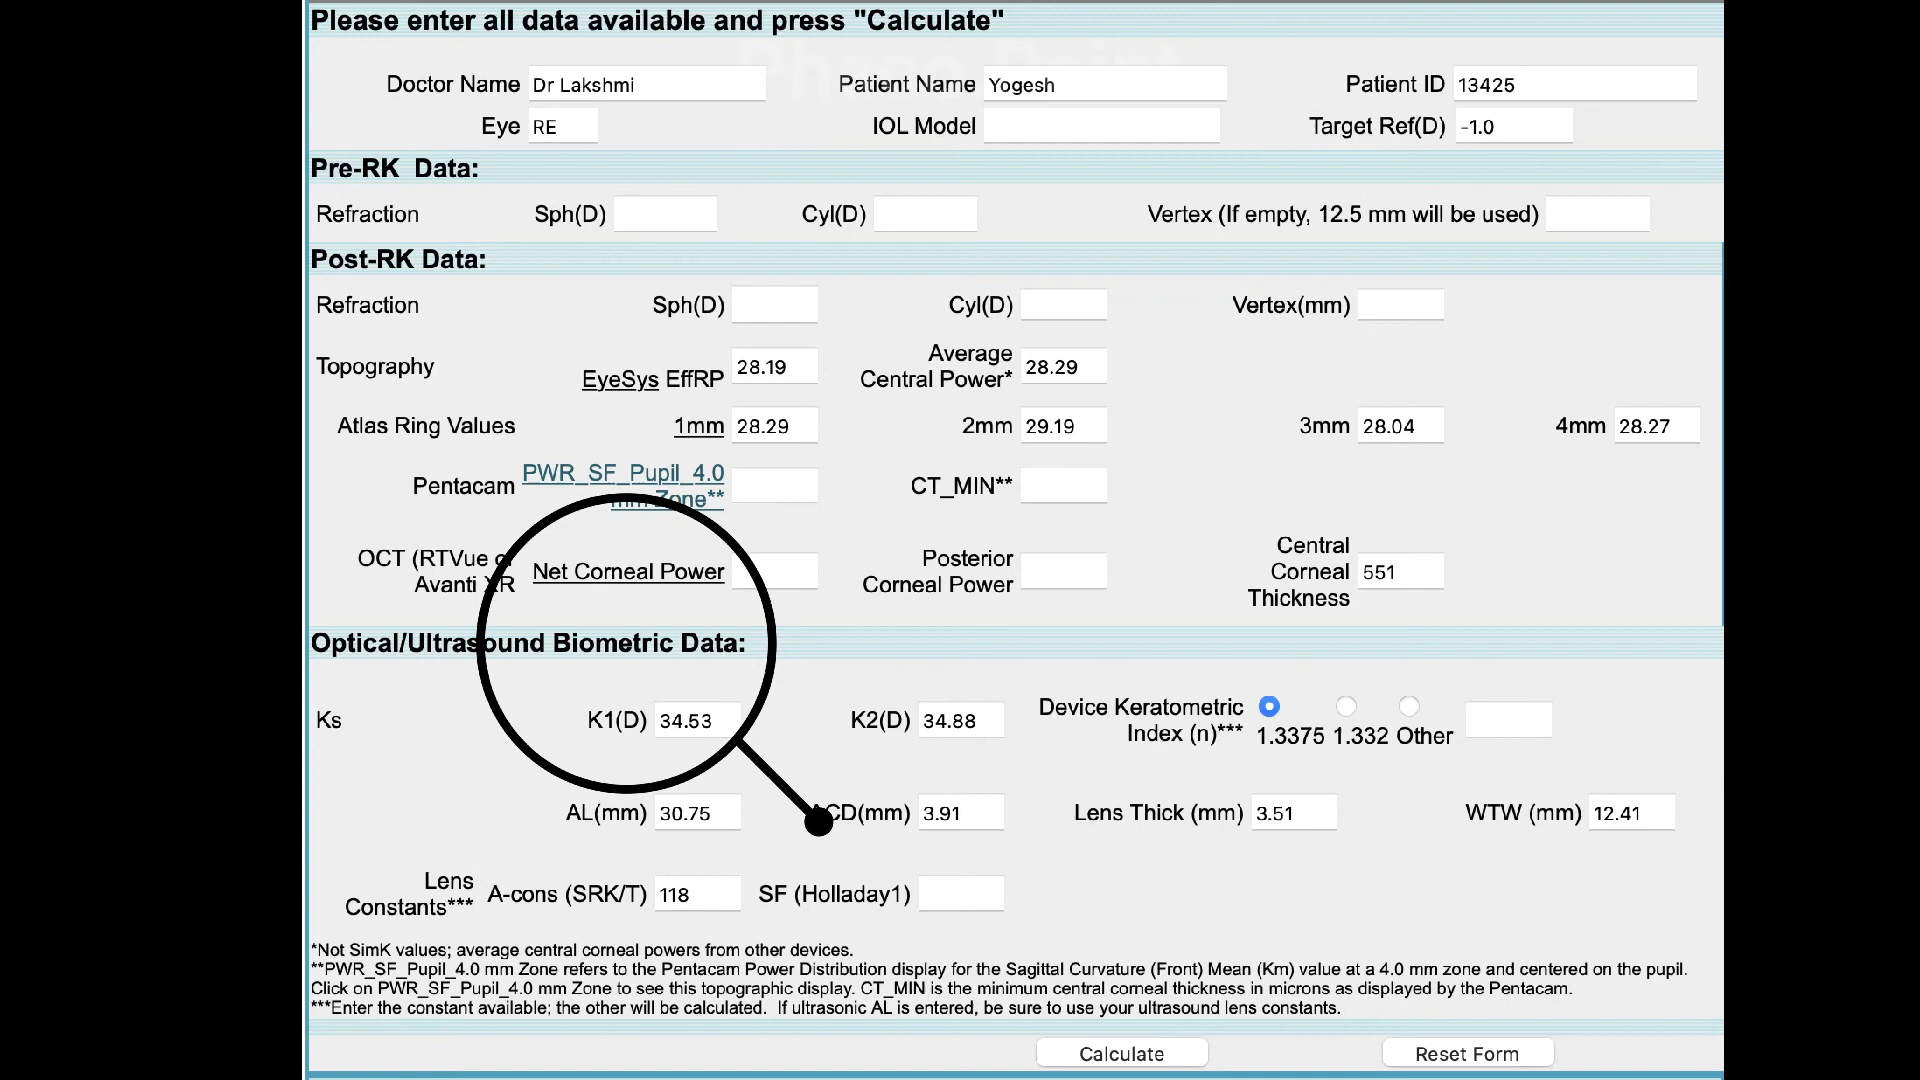 Please enter all data available and press "Calculate"
Doctor Name Dr Lakshmi Patient Name Yogesh Patient ID 13425
Eye RE IOL Model Target Ref(D) -1.0
Pre-RK Data:
Refraction Sph(D) Cyl(D) Vertex (If empty, 12.5 mm will be used)
Post-RK Data:
Refraction Sph(D) Cyl(D) Vertex(mm)
Topography EyeSys EffRP 28.19 Average Central Power* 28.29
Atlas Ring Values 1mm 28.29 2mm 29.19 3mm 28.04 4mm 28.27
Pentacam PWR_SF_Pupil_4.0 mm Zone** CT_MIN**
OCT (RTVue or Avanti XR Net Corneal Power Posterior Corneal Power Central Corneal Thickness 551
Optical/Ultrasound Biometric Data:
Ks K1(D) 34.53 K2(D) 34.88 Device Keratometric Index (n)*** 1.3375 1.332 Other
AL(mm) 30.75 ACD(mm) 3.91 Lens Thick (mm) 3.51 WTW (mm) 12.41
Lens Constants*** A-cons (SRK/T) 118 SF (Holladay1)
*Not SimK values; average central corneal powers from other devices.
**PWR_SF_Pupil_4.0 mm Zone refers to the Pentacam Power Distribution display for the Sagittal Curvature (Front) Mean (Km) value at a 4.0 mm zone and centered on the pupil.
Click on PWR_SF_Pupil_4.0 mm Zone to see this topographic display. CT_MIN is the minimum central corneal thickness in microns as displayed by the Pentacam.
***Enter the constant available; the other will be calculated. If ultrasonic AL is entered, be sure to use your ultrasound lens constants.
Calculate Reset Form